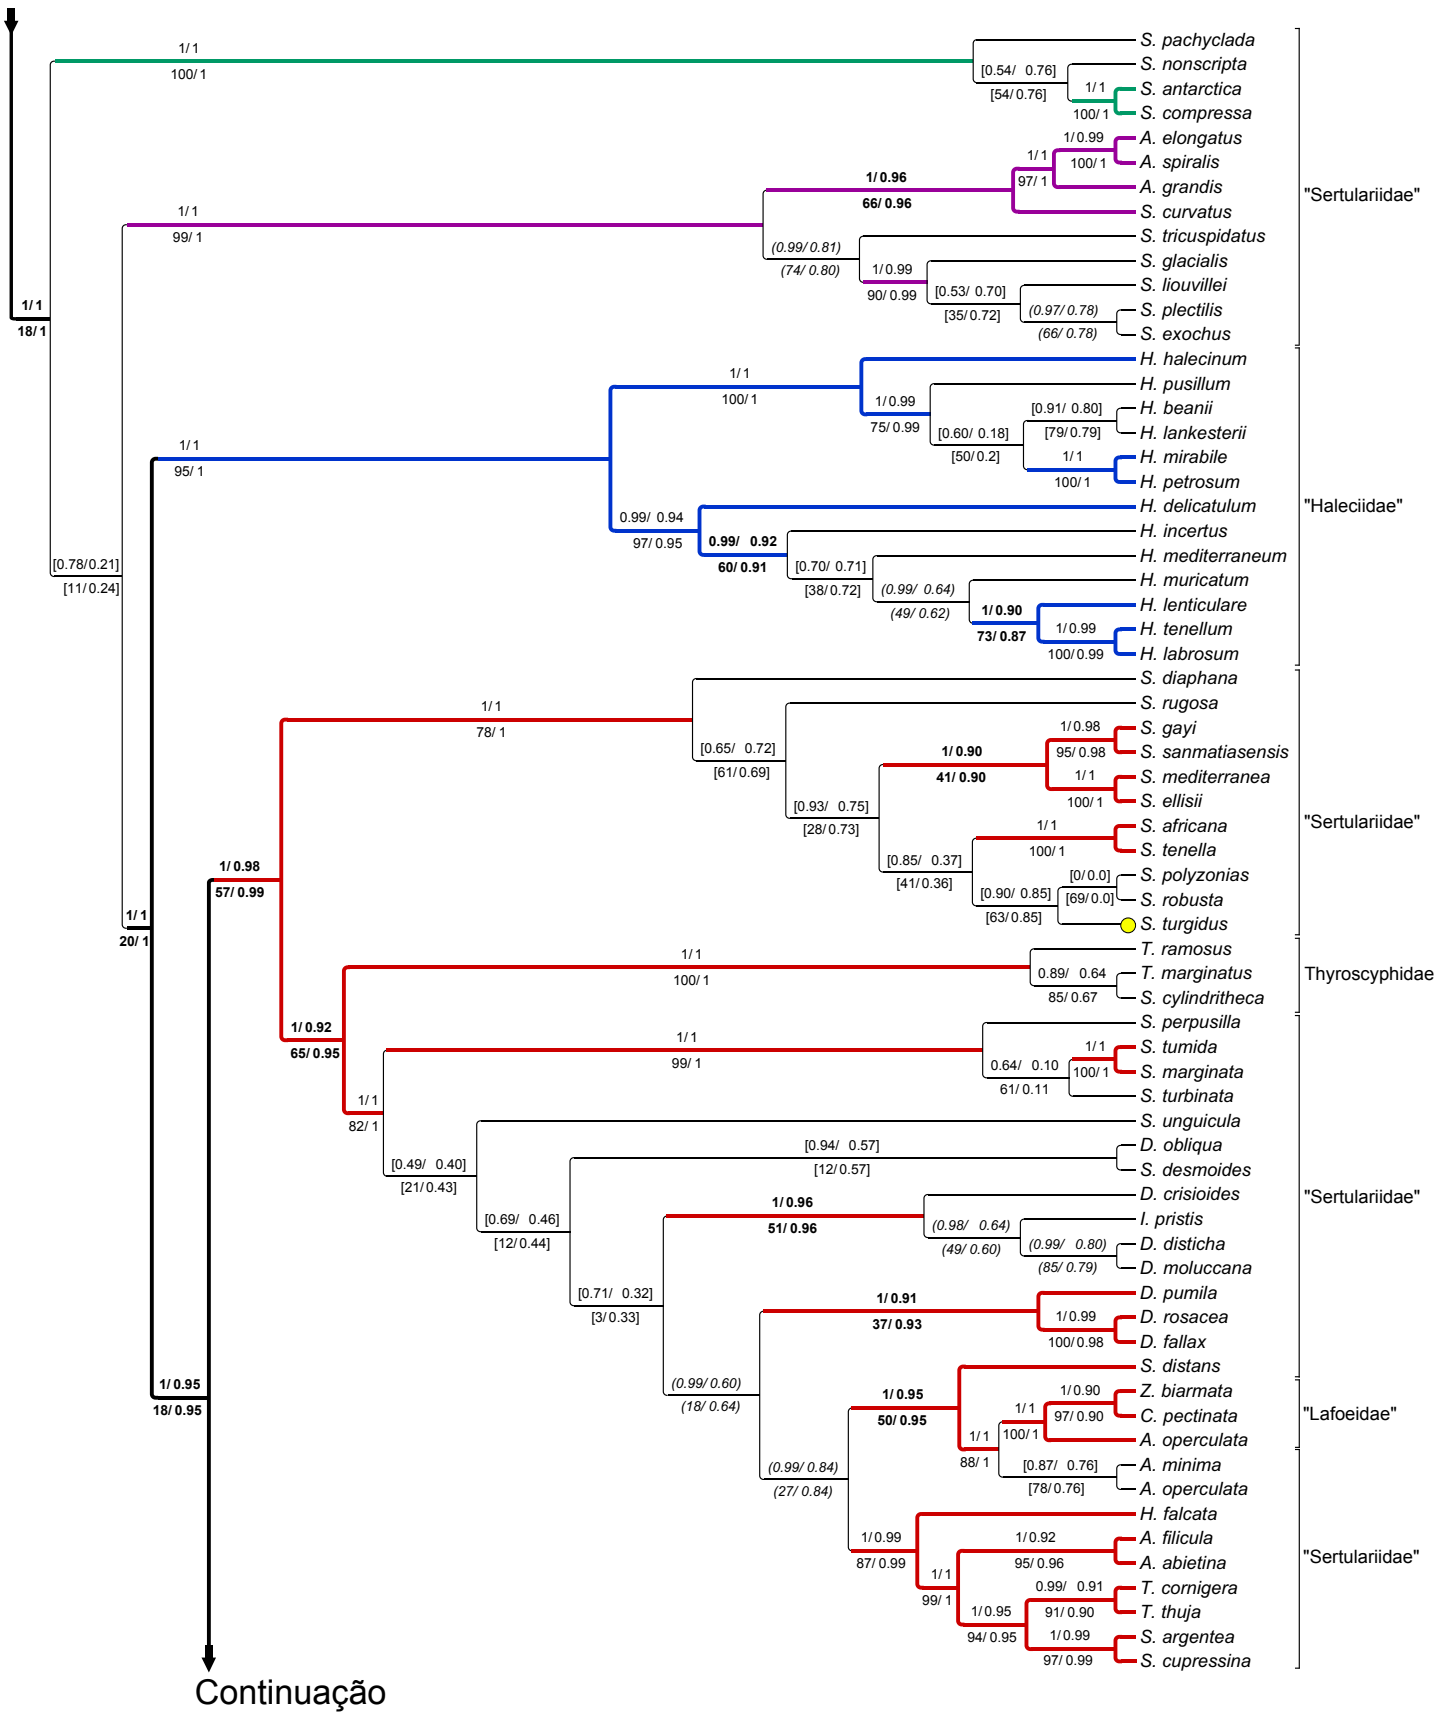 S. pachyclada
1/ 1
S. nonscripta
[0.54/ 0.76]
100/ 1
S. antarctica
1/ 1
[54/ 0.76]
S. compressa
100/ 1
A. elongatus
1/ 0.99
1/ 1
A. spiralis
100/ 1
1/ 0.96
97/ 1
A. grandis
"Sertulariidae"
66/ 0.96
S. curvatus
1/ 1
99/ 1
S. tricuspidatus
(0.99/ 0.81)
S. glacialis
(74/ 0.80)
1/ 0.99
S. liouvillei
90/ 0.99
[0.53/ 0.70]
1/ 1
S. plectilis
(0.97/ 0.78)
[35/ 0.72]
18/ 1
S. exochus
(66/ 0.78)
H. halecinum
1/ 1
H. pusillum
100/ 1
1/ 0.99
H. beanii
[0.91/ 0.80]
75/ 0.99
H. lankesterii
[0.60/ 0.18]
[79/ 0.79]
1/ 1
H. mirabile
1/ 1
[50/ 0.2]
95/ 1
H. petrosum
100/ 1
H. delicatulum
"Haleciidae"
0.99/ 0.94
H. incertus
97/ 0.95
0.99/ 0.92
H. mediterraneum
60/ 0.91
[0.70/ 0.71]
[0.78/0.21]
H. muricatum
[38/ 0.72]
(0.99/ 0.64)
[11/ 0.24]
H. lenticulare
(49/ 0.62)
1/ 0.90
H. tenellum
73/ 0.87
1/ 0.99
H. labrosum
100/ 0.99
S. diaphana
1/ 1
S. rugosa
78/ 1
S. gayi
1/ 0.98
[0.65/ 0.72]
S. sanmatiasensis
1/ 0.90
95/ 0.98
[61/ 0.69]
S. mediterranea
41/ 0.90
1/ 1
S. ellisii
[0.93/ 0.75]
100/ 1
"Sertulariidae"
[28/ 0.73]
S. africana
1/ 1
S. tenella
100/ 1
[0.85/ 0.37]
1/ 0.98
S. polyzonias
[0/ 0.0]
[41/ 0.36]
57/ 0.99
S. robusta
[0.90/ 0.85]
[69/ 0.0]
1/ 1
S. turgidus
[63/ 0.85]
20/ 1
T. ramosus
1/ 1
T. marginatus
Thyroscyphidae
100/ 1
0.89/ 0.64
S. cylindritheca
85/ 0.67
1/ 0.92
S. perpusilla
65/ 0.95
1/ 1
S. tumida
1/ 1
99/ 1
S. marginata
0.64/ 0.10
100/ 1
61/ 0.11
S. turbinata
1/ 1
S. unguicula
82/ 1
D. obliqua
[0.94/ 0.57]
[0.49/ 0.40]
S. desmoides
[12/ 0.57]
[21/ 0.43]
D. crisioides
"Sertulariidae"
1/ 0.96
[0.69/ 0.46]
I. pristis
51/ 0.96
(0.98/ 0.64)
[12/ 0.44]
D. disticha
(49/ 0.60)
(0.99/ 0.80)
D. moluccana
(85/ 0.79)
[0.71/ 0.32]
D. pumila
1/ 0.91
[3/ 0.33]
D. rosacea
37/ 0.93
1/ 0.99
D. fallax
100/ 0.98
S. distans
(0.99/ 0.60)
1/ 0.95
Z. biarmata
1/ 0.95
1/ 0.90
(18/ 0.64)
18/ 0.95
C. pectinata
"Lafoeidae"
50/ 0.95
1/ 1
97/ 0.90
A. operculata
1/ 1
100/ 1
88/ 1
A. minima
(0.99/ 0.84)
[0.87/ 0.76]
A. operculata
(27/ 0.84)
[78/ 0.76]
H. falcata
A. filicula
1/ 0.99
1/ 0.92
A. abietina
"Sertulariidae"
87/ 0.99
95/ 0.96
1/ 1
T. cornigera
0.99/ 0.91
99/ 1
T. thuja
1/ 0.95
91/ 0.90
S. argentea
94/ 0.95
1/ 0.99
S. cupressina
97/ 0.99
Continuação